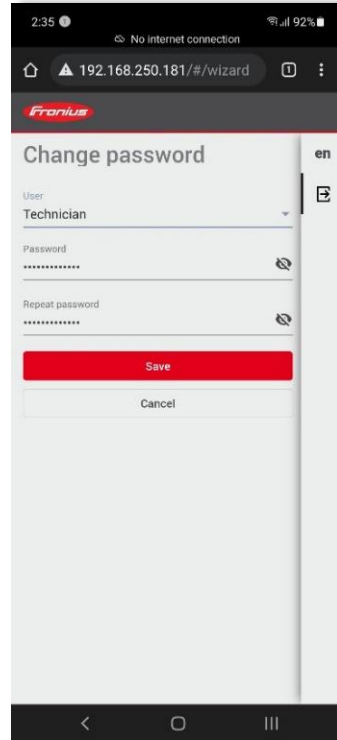 2:35 92%
No internet connection
192.168.250.181/#/wizard 1
Fronius
Change password
en
User
Technician
Password
•••••••••••••
Repeat password
•••••••••••••
Save
Cancel